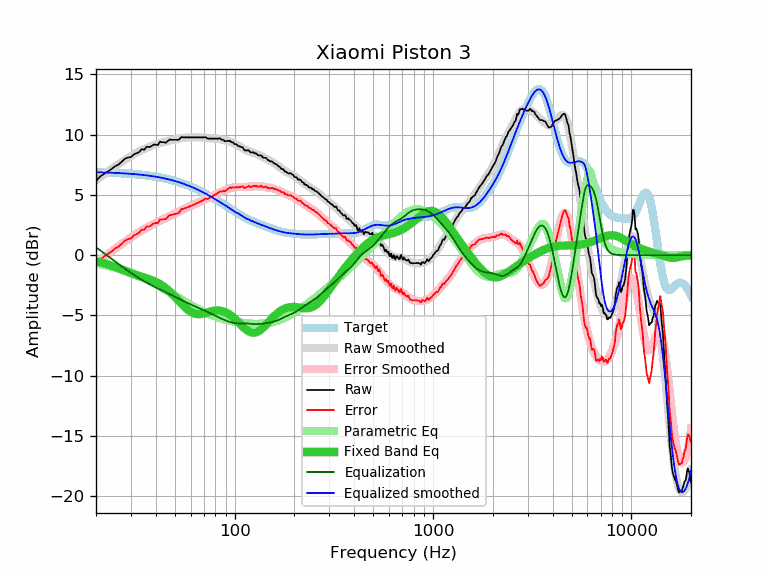 Xiaomi Piston 3
15
10
5
0
−5
−10
−15
−20
Amplitude (dBr)
Target
Raw Smoothed
Error Smoothed
Raw
Error
Parametric Eq
Fixed Band Eq
Equalization
Equalized smoothed
100
1000
10000
Frequency (Hz)